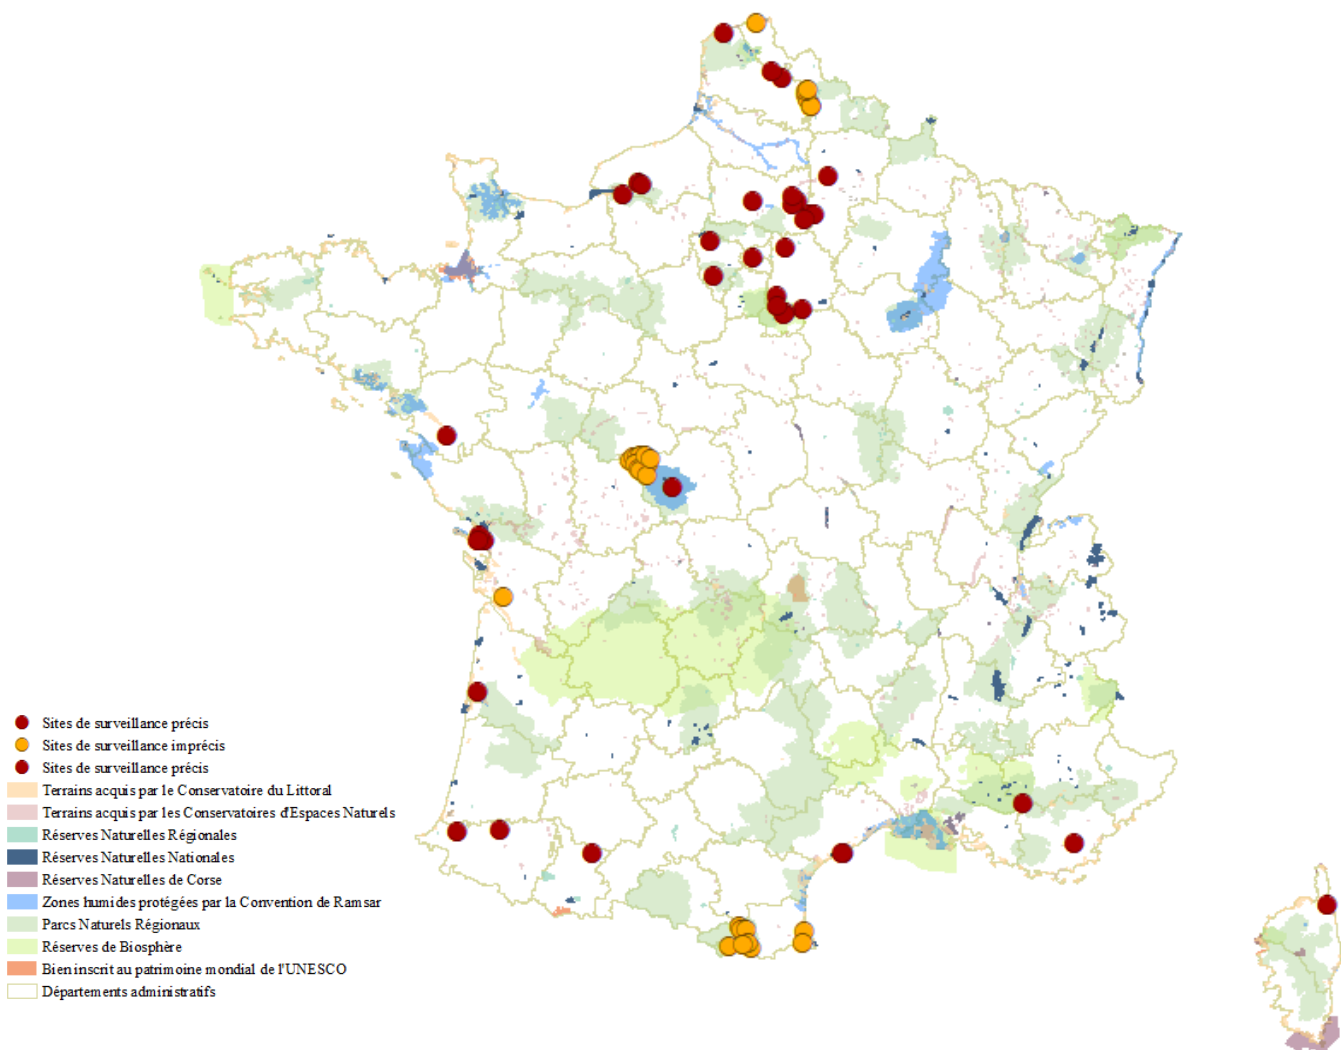 Sites de surveillance précis
Sites de surveillance imprécis
Sites de surveillance précis
Terrains acquis par le Conservatoire du Littoral
Terrains acquis par le Conservatoires d'Espaces Naturels
Réserves Naturelles Régionales
Réserves Naturelles Nationales
Réserves Naturelles de Corse
Zones humides protégées par la Convention de Ramsar
Parcs Naturels Régionaux
Réserves de Biosphère
Bien inscrit au patrimoine mondial de l'UNESCO
Départements administratifs